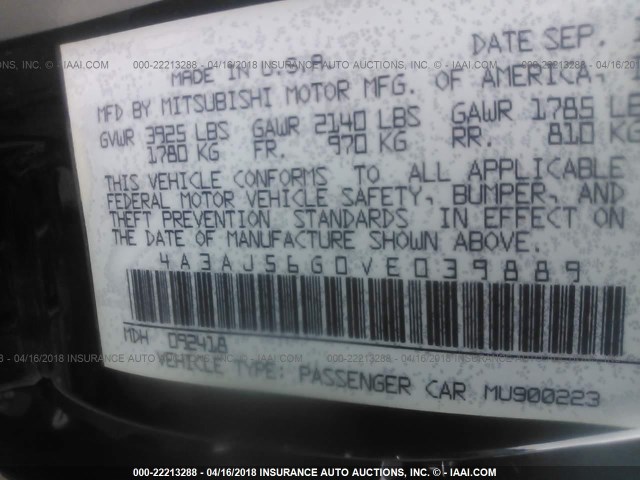 DATE SEP.
MADE IN U.S.A.
MFD BY MITSUBISHI MOTOR MFG. OF AMERICA,
GVWR 3925 LBS GAWR 2140 LBS GAWR 1785 LB
1780 KG FR. 970 KG RR. 810 KG
THIS VEHICLE CONFORMS TO ALL APPLICABLE
FEDERAL MOTOR VEHICLE SAFETY, BUMPER, AND
THEFT PREVENTION STANDARDS IN EFFECT ON
THE DATE OF MANUFACTURE SHOWN ABOVE.
4A3AJ56G0VE039889
MDH 092418
VEHICLE TYPE: PASSENGER CAR MU900223
000-22213288 - 04/16/2018 INSURANCE AUTO AUCTIONS, INC. - © - IAAI.COM